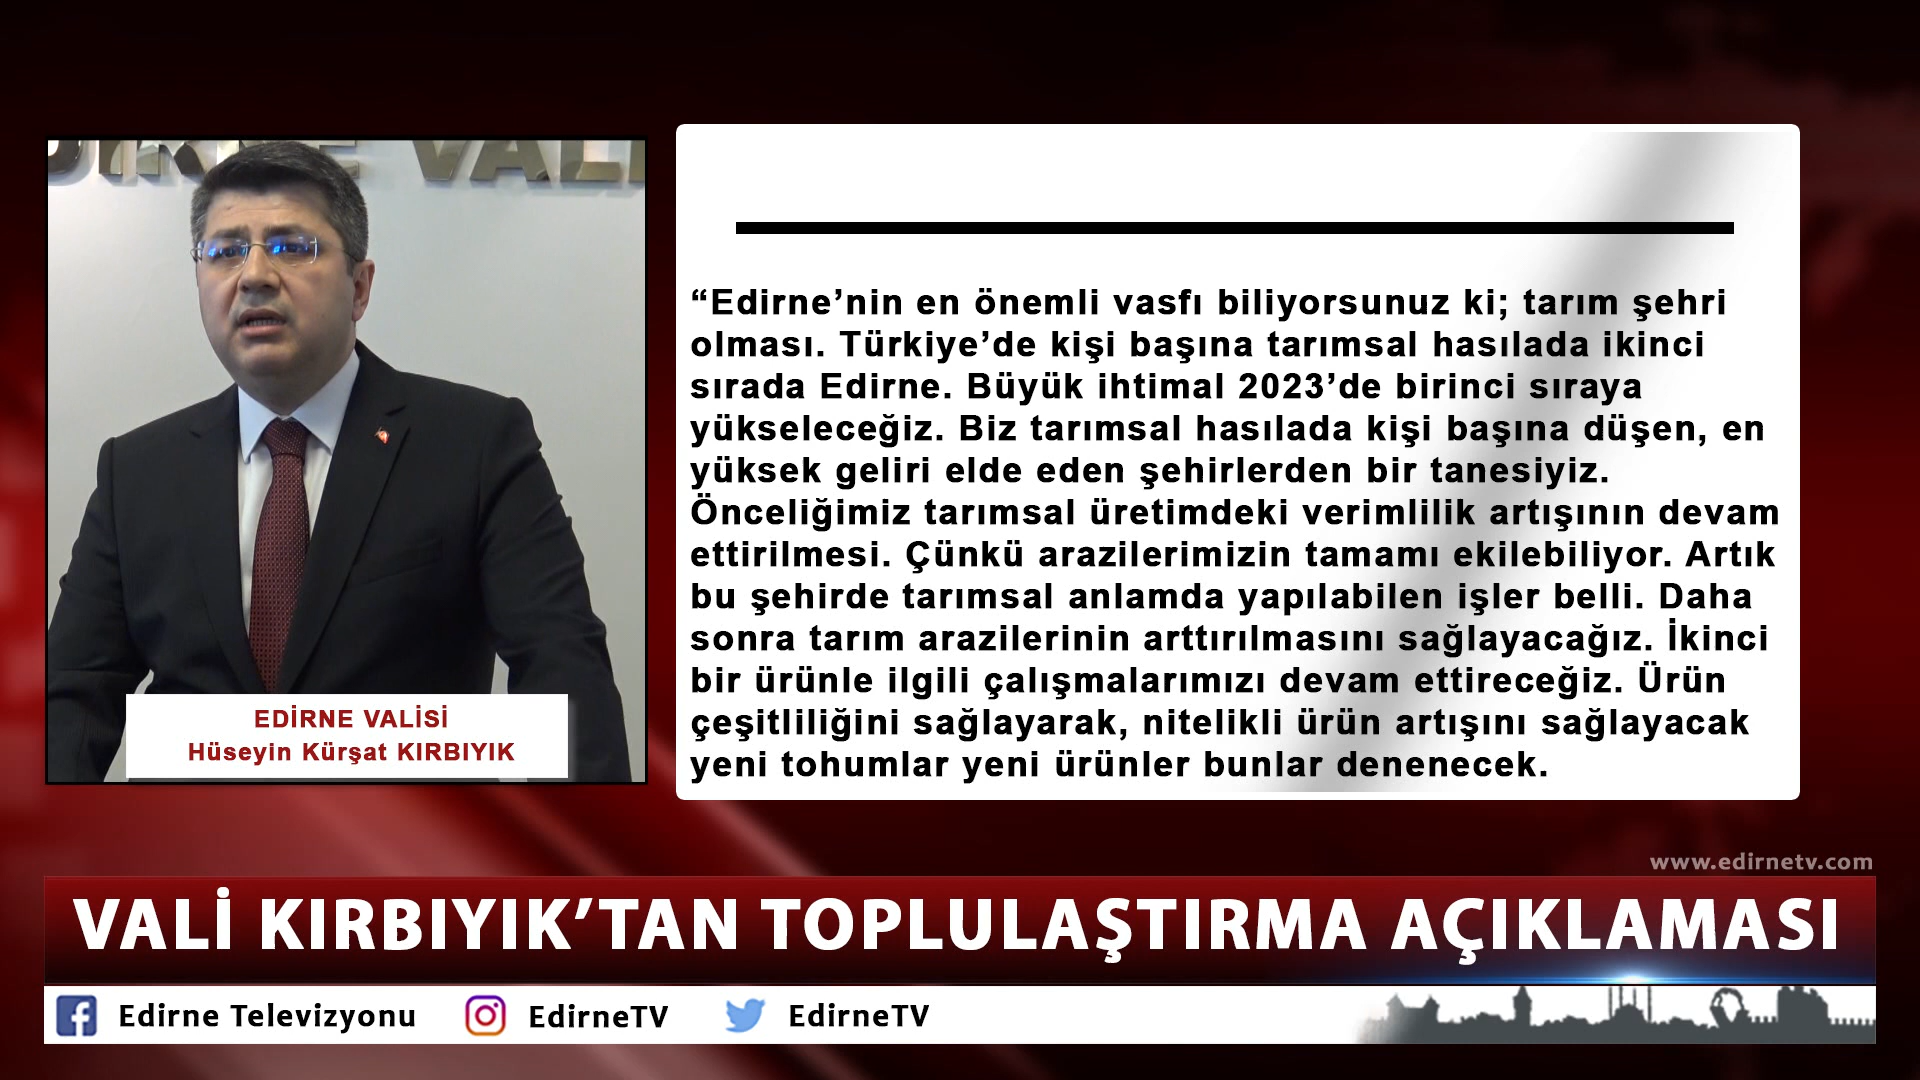 “Edirne’nin en önemli vasfı biliyorsunuz ki; tarım şehri
olması. Türkiye’de kişi başına tarımsal hasılada ikinci
sırada Edirne. Büyük ihtimal 2023’de birinci sıraya
yükseleceğiz. Biz tarımsal hasılada kişi başına düşen, en
yüksek geliri elde eden şehirlerden bir tanesiyiz.
Önceliğimiz tarımsal üretimdeki verimlilik artışının devam
ettirilmesi. Çünkü arazilerimizin tamamı ekilebiliyor. Artık
bu şehirde tarımsal anlamda yapılabilen işler belli. Daha
sonra tarım arazilerinin arttırılmasını sağlayacağız. İkinci
bir ürünle ilgili çalışmalarımızı devam ettireceğiz. Ürün
çeşitliliğini sağlayarak, nitelikli ürün artışını sağlayacak
yeni tohumlar yeni ürünler bunlar denenecek.
EDİRNE VALİSİ
Hüseyin Kürşat KIRBIYIK
www.edirnetv.com
VALİ KIRBIYIK’TAN TOPLULAŞTIRMA AÇIKLAMASI
Edirne Televizyonu EdirneTV EdirneTV